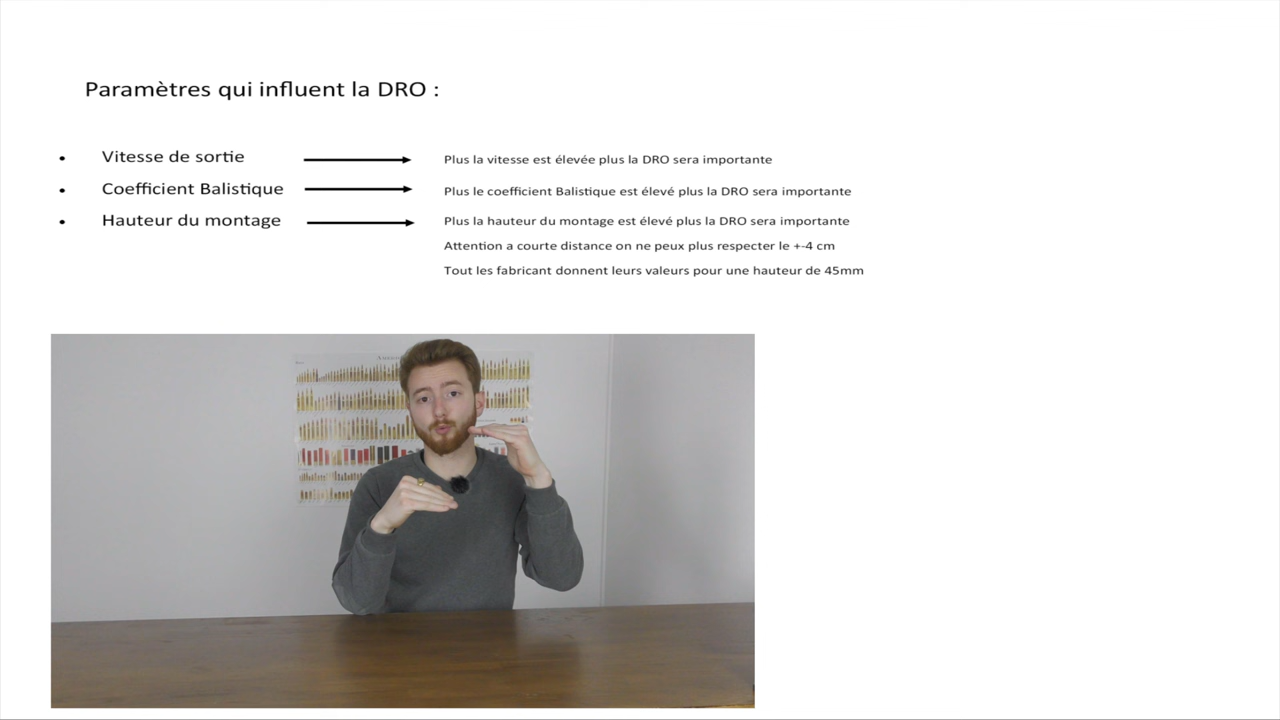 Paramètres qui influent la DRO :
• Vitesse de sortie Plus la vitesse est élevée plus la DRO sera importante
• Coefficient Balistique Plus le coefficient Balistique est élevé plus la DRO sera importante
• Hauteur du montage Plus la hauteur du montage est élevé plus la DRO sera importante
Attention a courte distance on ne peux plus respecter le +-4 cm
Tout les fabricant donnent leurs valeurs pour une hauteur de 45mm